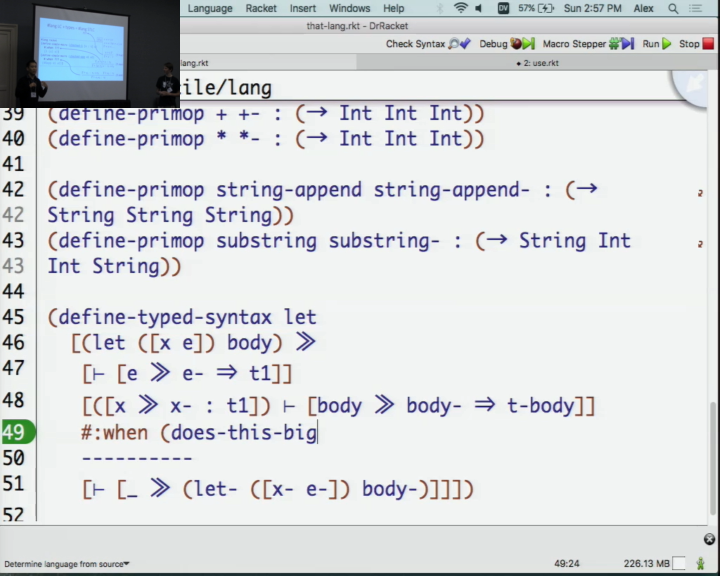 Language Racket Insert Windows Help 57% Sun 2:57 PM Alex
that-lang.rkt - DrRacket
Check Syntax Debug Macro Stepper Run Stop
lang.rkt 2: use.rkt
ile/lang
39 (define-primop + +- : (→ Int Int Int))
40 (define-primop * *- : (→ Int Int Int))
41
42 (define-primop string-append string-append- : (→
42 String String String))
43 (define-primop substring substring- : (→ String Int
43 Int String))
44
45 (define-typed-syntax let
46 [(let ([x e]) body) ≫
47 [⊢ [e ≫ e- ⇒ t1]]
48 [([x ≫ x- : t1]) ⊢ [body ≫ body- ⇒ t-body]]
49 #:when (does-this-big
50 ----------
51 [⊢ [_ ≫ (let- ([x- e-]) body-)]]])
52
Determine language from source 49:24 226.13 MB